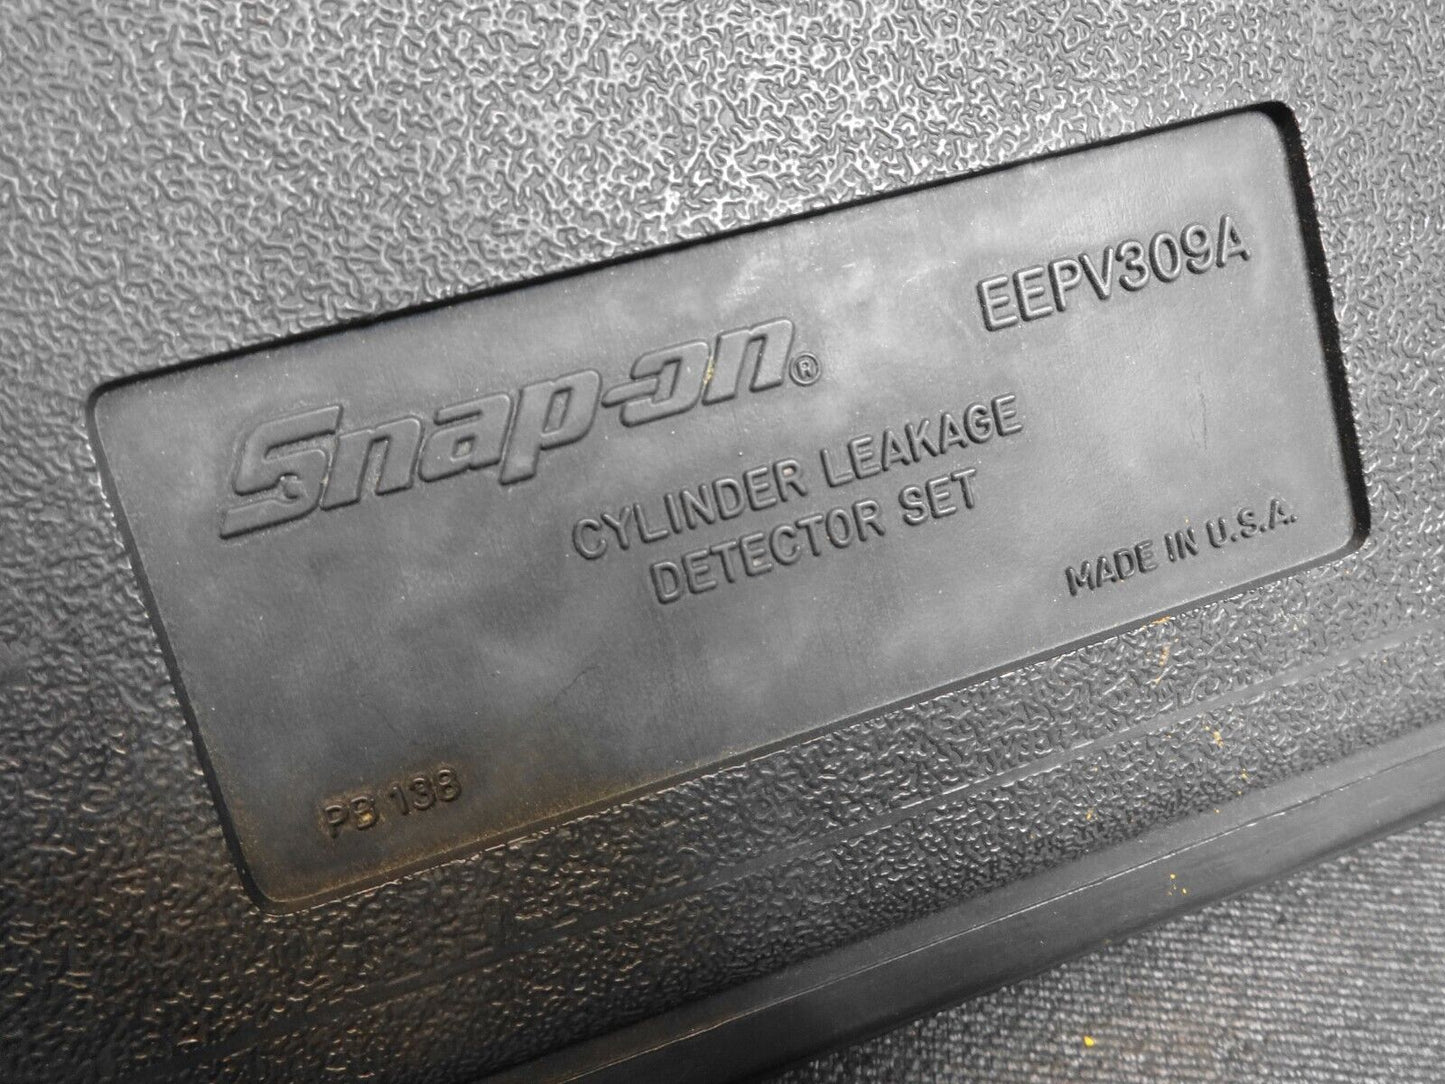 EEPV309A
Snap-on®
CYLINDER LEAKAGE
DETECTOR SET
MADE IN U.S.A.
PB 138